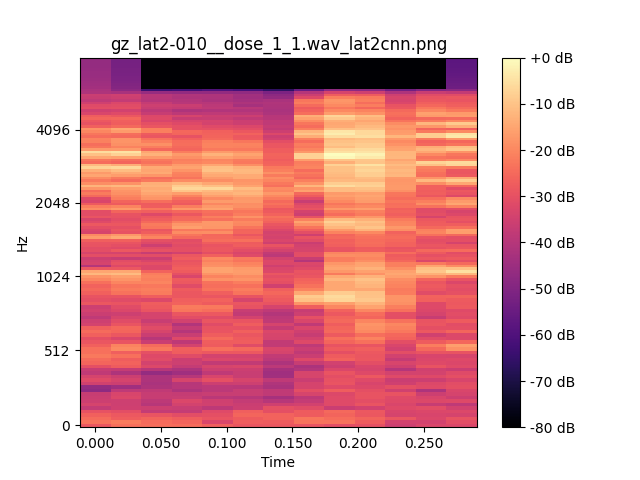 gz_lat2-010__dose_1_1.wav_lat2cnn.png
+0 dB
-10 dB
-20 dB
-30 dB
-40 dB
-50 dB
-60 dB
-70 dB
-80 dB
Hz
4096
2048
1024
512
0
0.000 0.050 0.100 0.150 0.200 0.250
Time